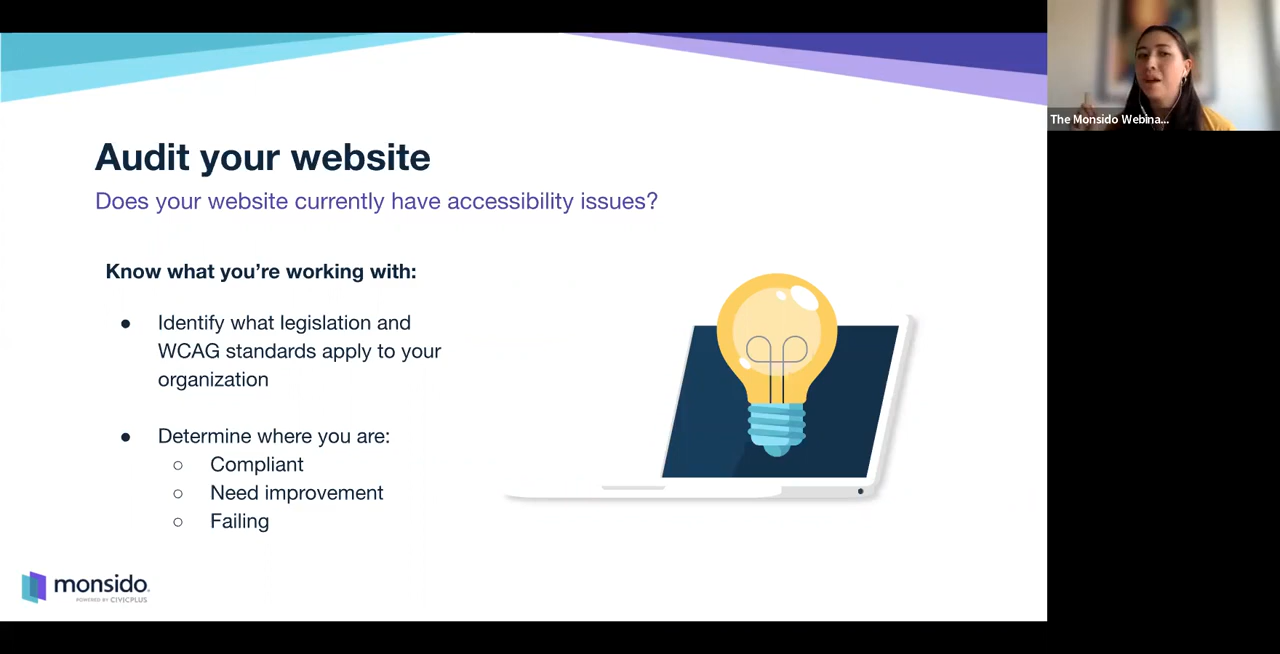 The Monsido Webina...
Audit your website
Does your website currently have accessibility issues?
Know what you're working with:
● Identify what legislation and
WCAG standards apply to your
organization
● Determine where you are:
○ Compliant
○ Need improvement
○ Failing
monsido
POWERED BY CIVICPLUS